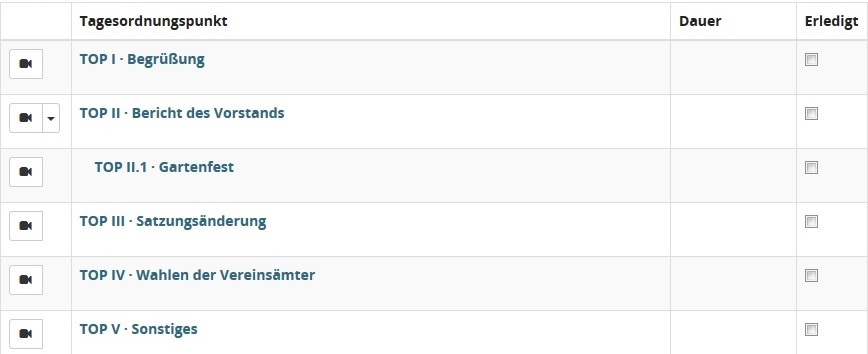 Tagesordnungspunkt Dauer Erledigt
TOP I · Begrüßung
TOP II · Bericht des Vorstands
TOP II.1 · Gartenfest
TOP III · Satzungsänderung
TOP IV · Wahlen der Vereinsämter
TOP V · Sonstiges